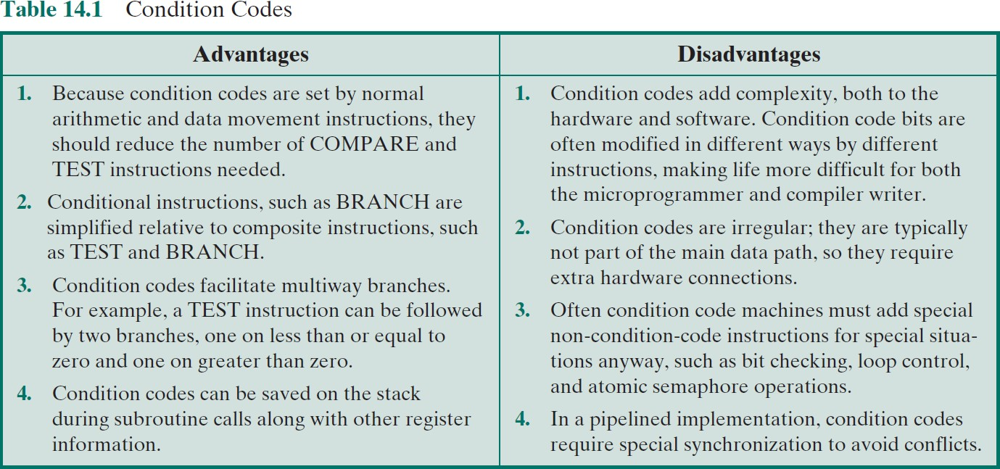 Table 14.1 Condition Codes
Advantages
1. Because condition codes are set by normal
arithmetic and data movement instructions, they
should reduce the number of COMPARE and
TEST instructions needed.
2. Conditional instructions, such as BRANCH are
simplified relative to composite instructions, such
as TEST and BRANCH.
3. Condition codes facilitate multiway branches.
For example, a TEST instruction can be followed
by two branches, one on less than or equal to
zero and one on greater than zero.
4. Condition codes can be saved on the stack
during subroutine calls along with other register
information.
Disadvantages
1. Condition codes add complexity, both to the
hardware and software. Condition code bits are
often modified in different ways by different
instructions, making life more difficult for both
the microprogrammer and compiler writer.
2. Condition codes are irregular; they are typically
not part of the main data path, so they require
extra hardware connections.
3. Often condition code machines must add special
non-condition-code instructions for special situa-
tions anyway, such as bit checking, loop control,
and atomic semaphore operations.
4. In a pipelined implementation, condition codes
require special synchronization to avoid conflicts.